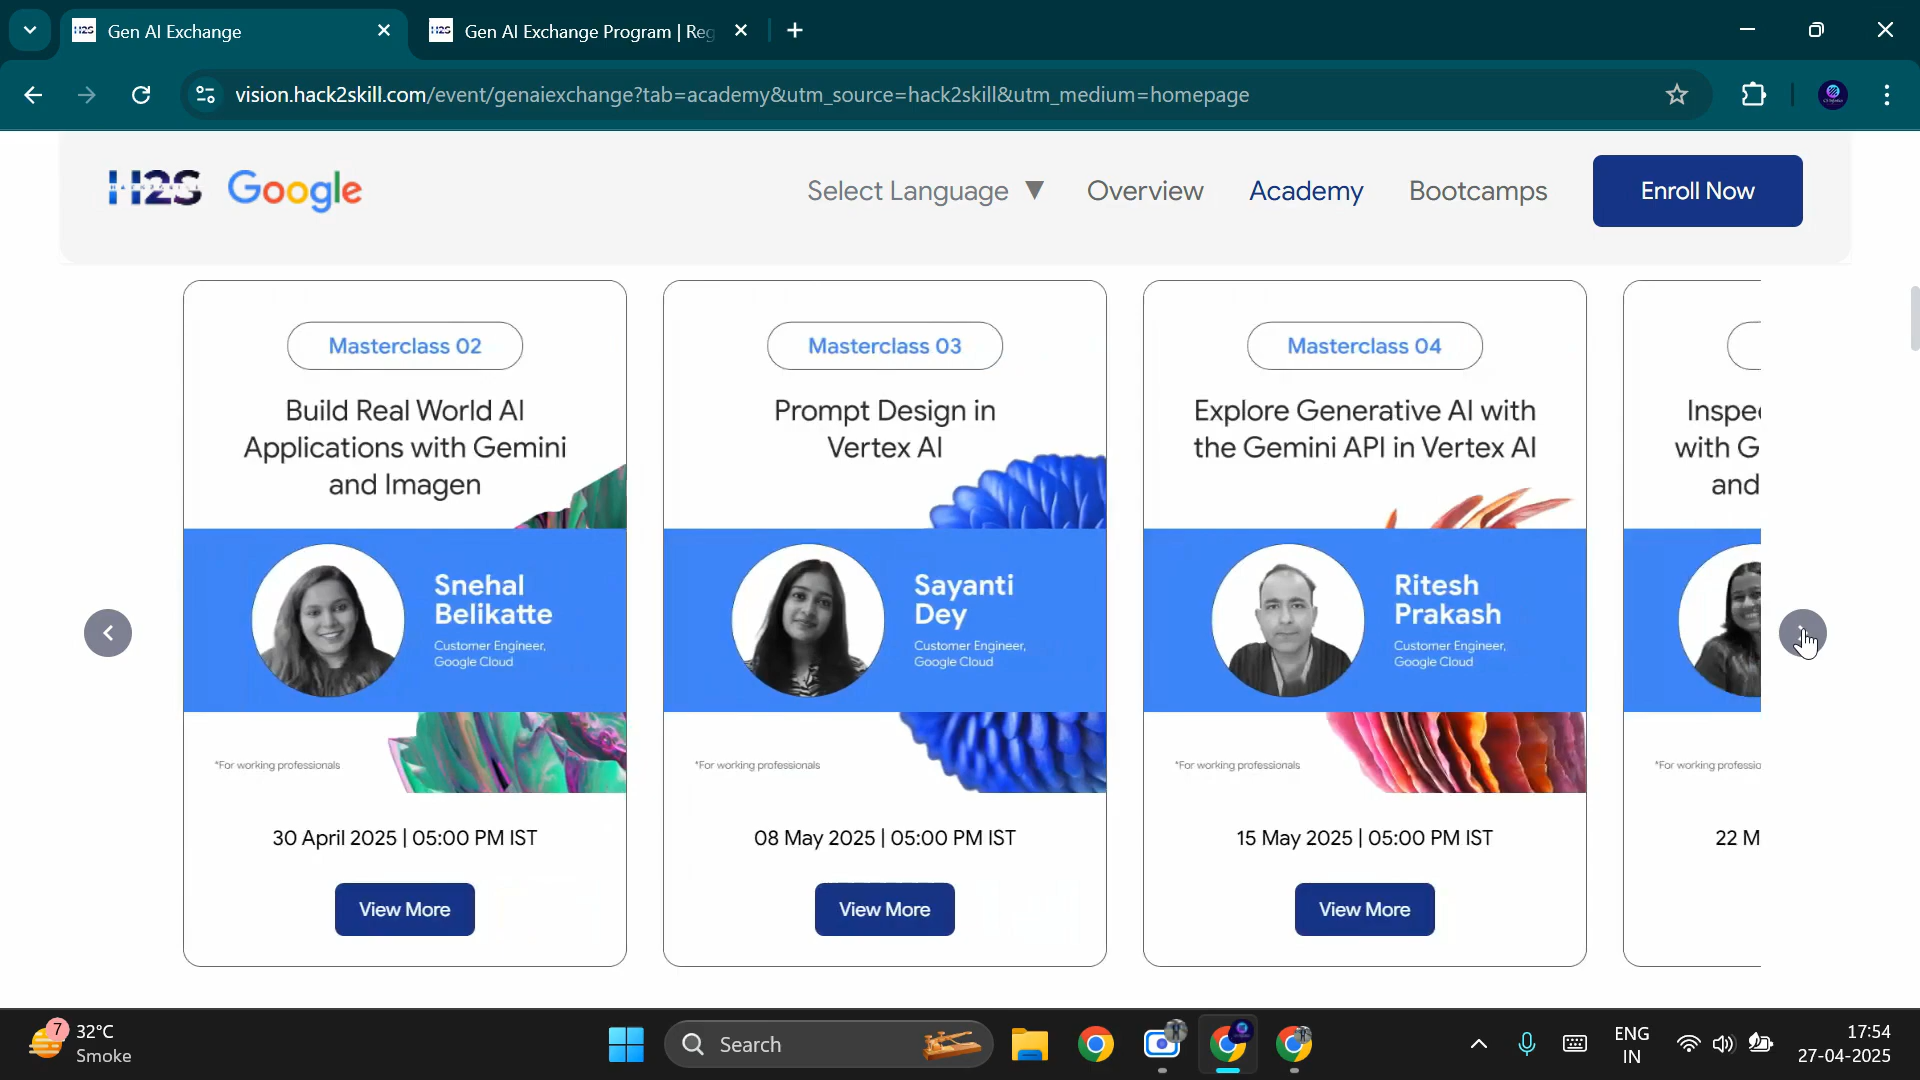 Gen AI Exchange
Gen AI Exchange Program | Reg
vision.hack2skill.com/event/genaiexchange?tab=academy&utm_source=hack2skill&utm_medium=homepage
H2S
Google
Select Language ▼
Overview
Academy
Bootcamps
Enroll Now
Masterclass 02
Build Real World AI
Applications with Gemini
and Imagen
Snehal
Belikatte
Customer Engineer,
Google Cloud
*For working professionals
30 April 2025 | 05:00 PM IST
View More
Masterclass 03
Prompt Design in
Vertex AI
Sayanti
Dey
Customer Engineer,
Google Cloud
*For working professionals
08 May 2025 | 05:00 PM IST
View More
Masterclass 04
Explore Generative AI with
the Gemini API in Vertex AI
Ritesh
Prakash
Customer Engineer,
Google Cloud
*For working professionals
15 May 2025 | 05:00 PM IST
View More
Inspe
with G
and
*For working professio
22 M
7
32°C
Smoke
Search
ENG
IN
17:54
27-04-2025